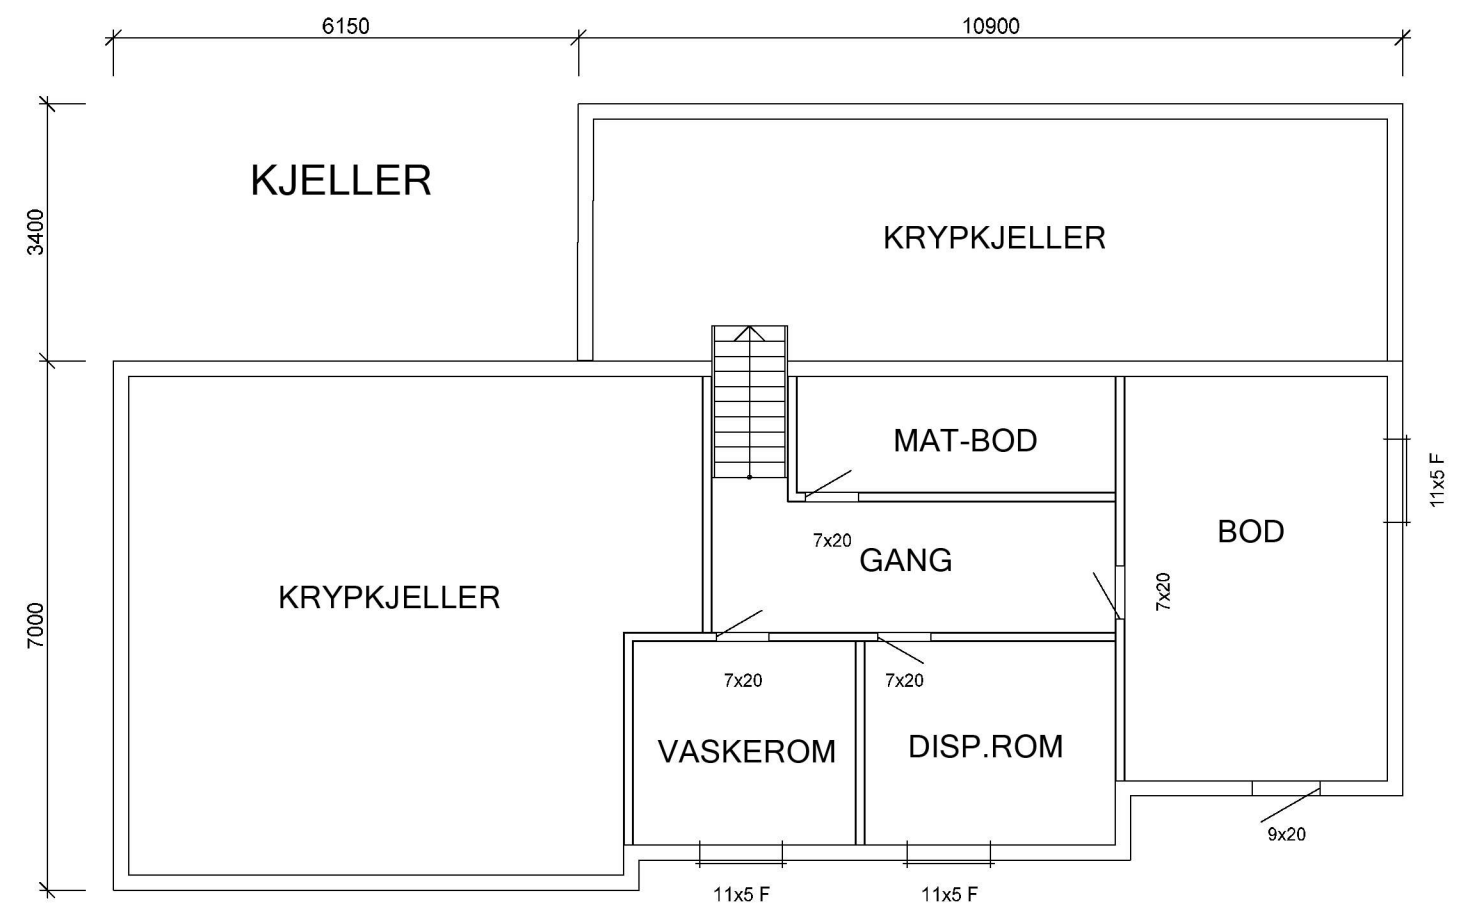 6150
10900
KJELLER
3400
KRYPKJELLER
MAT-BOD
11x5 F
BOD
7x20
GANG
7x20
KRYPKJELLER
7000
7x20
7x20
VASKEROM
DISP.ROM
9x20
11x5 F
11x5 F